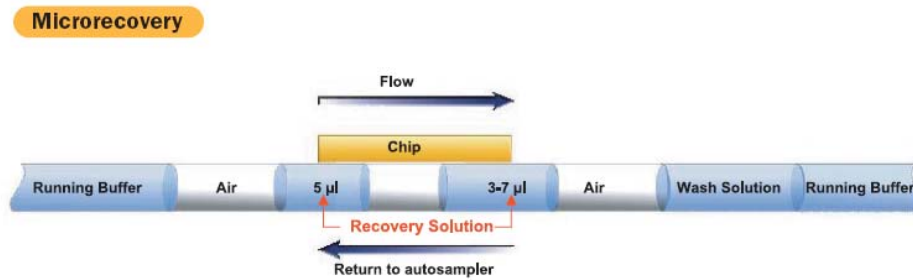 Microrecovery
Flow
Chip
Running Buffer
Air
5 µl
3-7 µl
Air
Wash Solution
Running Buffer
Recovery Solution
Return to autosampler